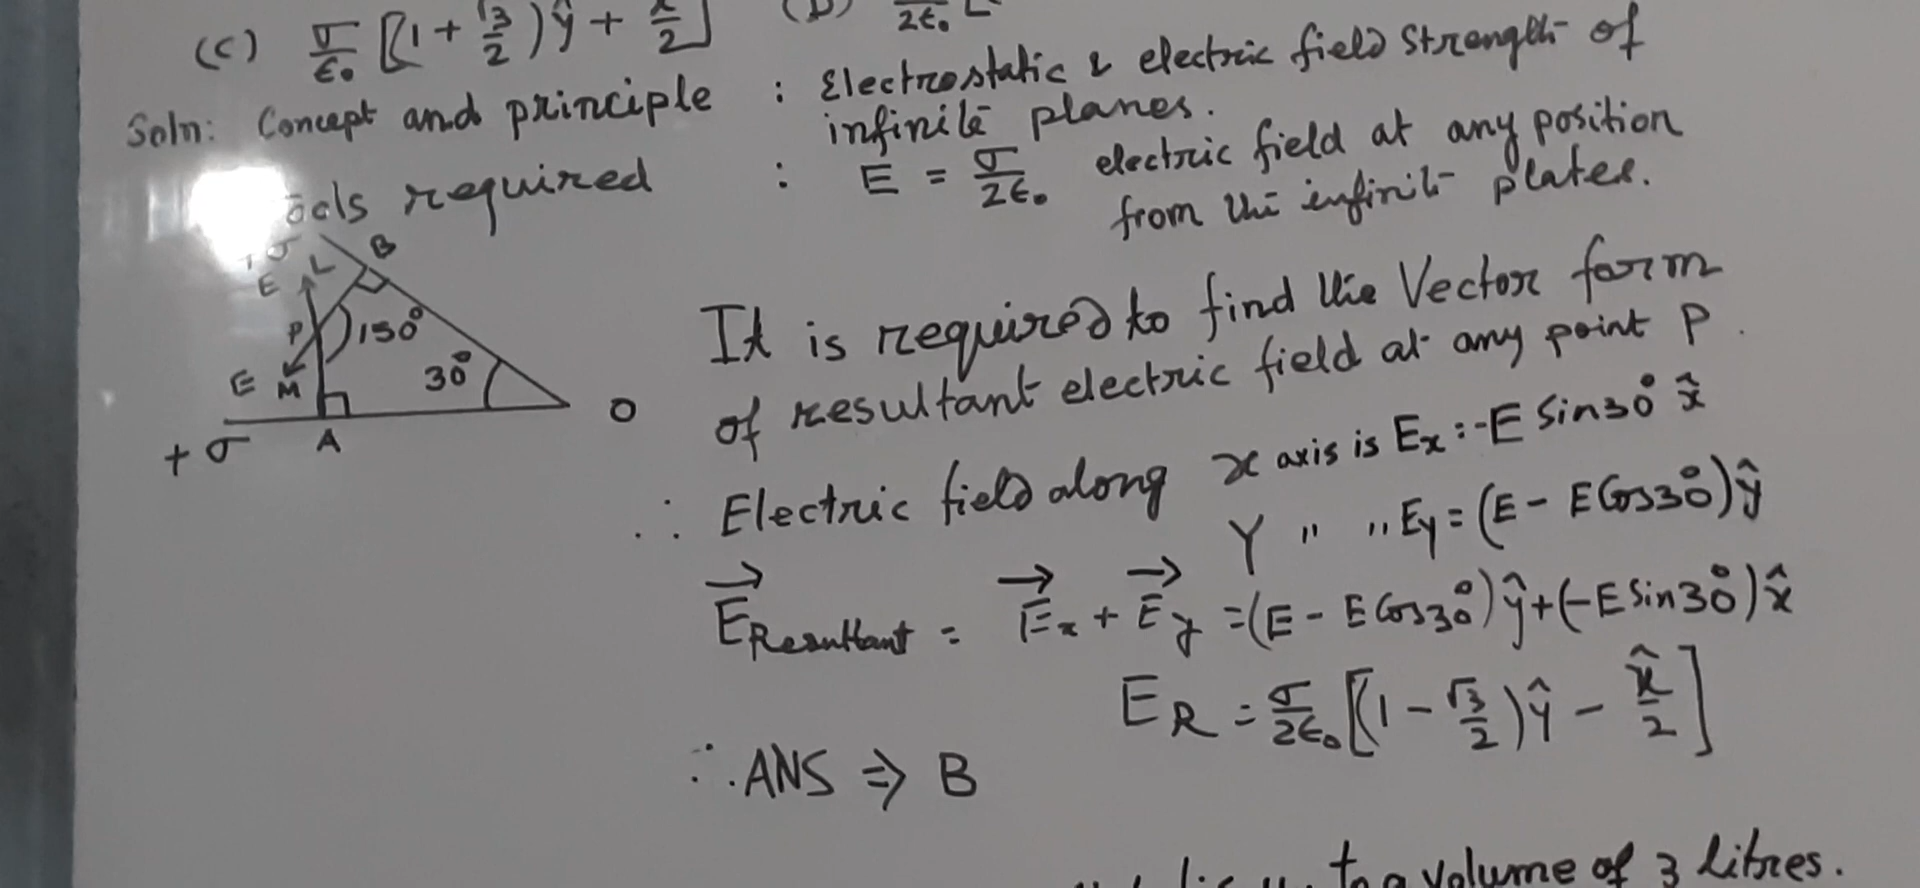 (C) σ/ε₀ [(1 + √3/2) ŷ + x̂/2] (D) /2ε₀ [
Soln: Concept and principle : Electrostatic & electric field strength of
infinite planes.
required : E = σ/2ε₀ electric field at any position
from the infinite plates.
σ B
E L
P 150°
E M 30°
O
+σ A
It is required to find the Vector form
of resultant electric field at any point P.
∴ Electric field along x axis is Eₓ = -E Sin30° x̂
Y " " Ey = (E - E Cos30°) ŷ
E⃗Resultant = E⃗x + E⃗y = (E - E Cos30°) ŷ + (-E Sin30°) x̂
E_R = σ/2ε₀ [(1 - √3/2) ŷ - x̂/2]
∴ ANS ⇒ B
to a volume of 3 litres.